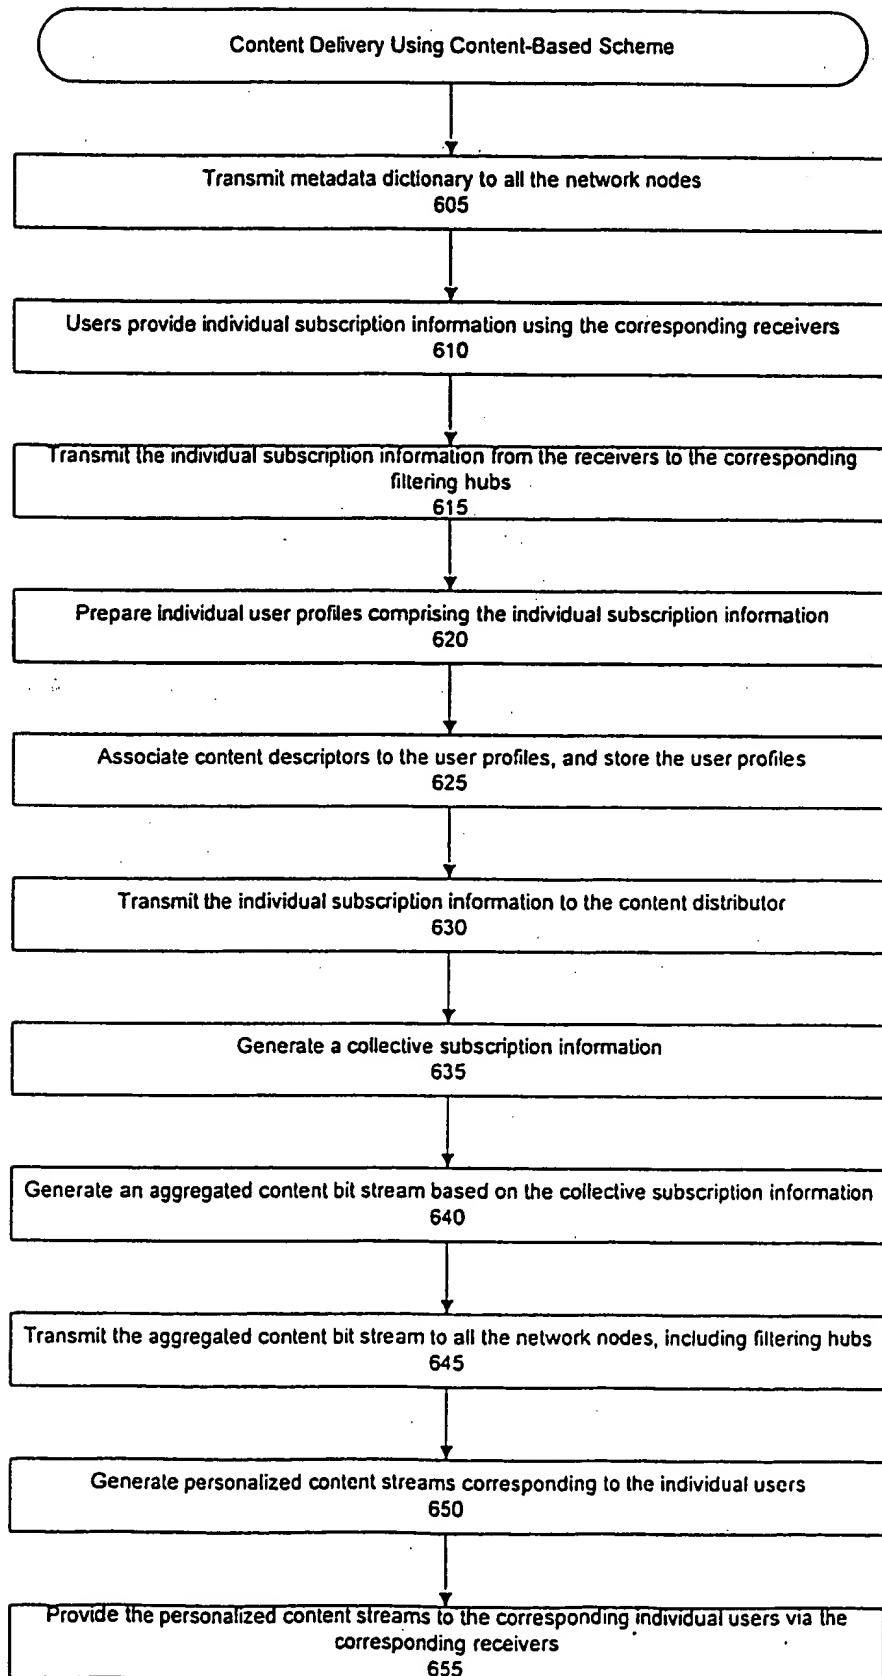 Content Delivery Using Content-Based Scheme
Transmit metadata dictionary to all the network nodes
605
Users provide individual subscription information using the corresponding receivers
610
Transmit the individual subscription information from the receivers to the corresponding
filtering hubs
615
Prepare individual user profiles comprising the individual subscription information
620
Associate content descriptors to the user profiles, and store the user profiles
625
Transmit the individual subscription information to the content distributor
630
Generate a collective subscription information
635
Generate an aggregated content bit stream based on the collective subscription information
640
Transmit the aggregated content bit stream to all the network nodes, including filtering hubs
645
Generate personalized content streams corresponding to the individual users
650
Provide the personalized content streams to the corresponding individual users via the
corresponding receivers
655